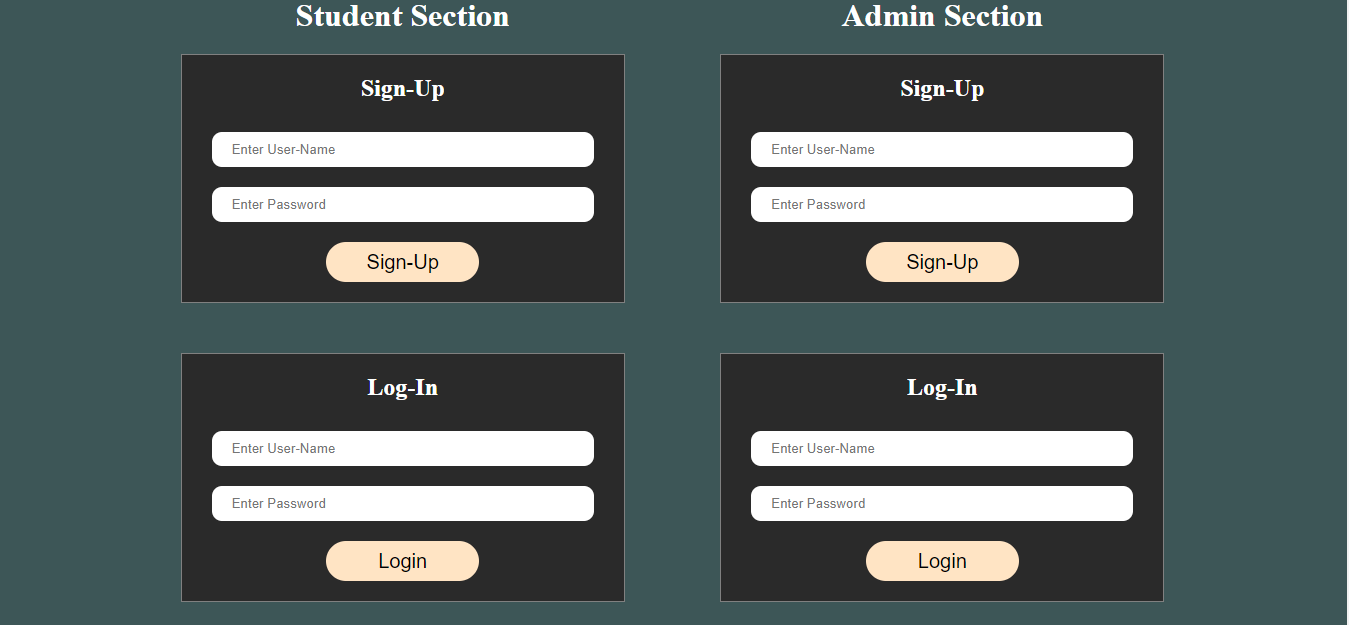 Student Section
Sign-Up
Enter User-Name
Enter Password
Sign-Up
Log-In
Enter User-Name
Enter Password
Login
Admin Section
Sign-Up
Enter User-Name
Enter Password
Sign-Up
Log-In
Enter User-Name
Enter Password
Login